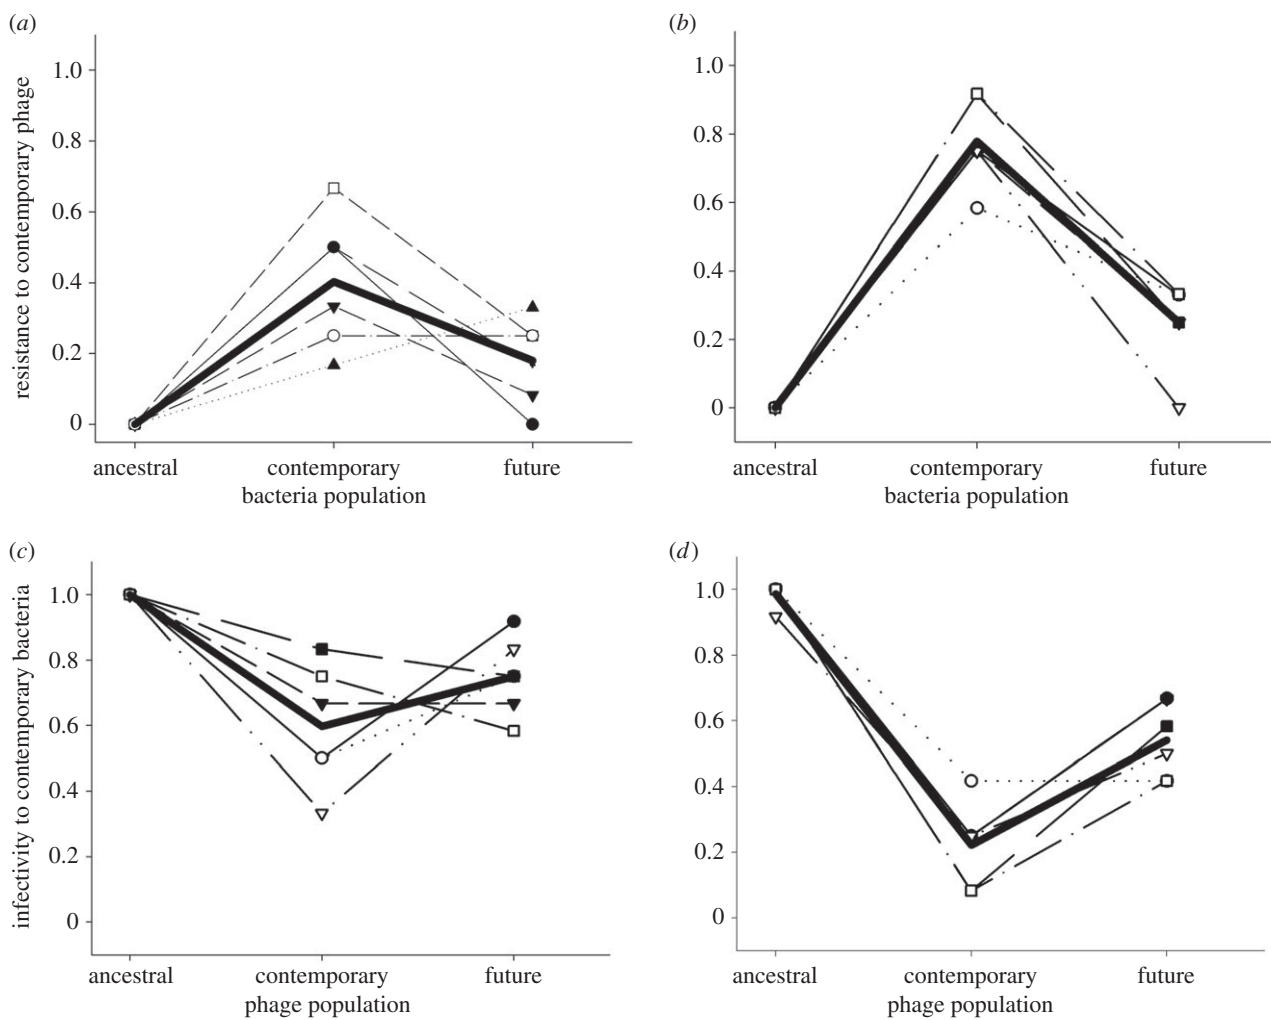 (a)
resistance to contemporary phage
1.0
0.8
0.6
0.4
0.2
0
ancestral contemporary future
bacteria population
(b)
1.0
0.8
0.6
0.4
0.2
0
ancestral contemporary future
bacteria population
(c)
infectivity to contemporary bacteria
1.0
0.8
0.6
0.4
0.2
0
ancestral contemporary future
phage population
(d)
1.0
0.8
0.6
0.4
0.2
0
ancestral contemporary future
phage population